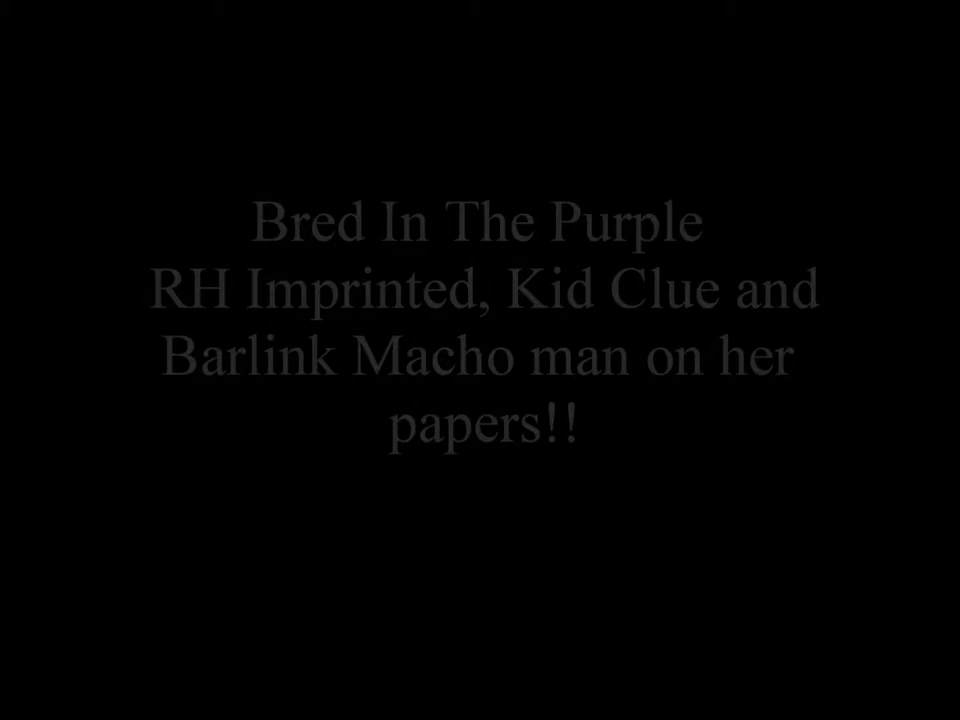 Bred In The Purple
RH Imprinted, Kid Clue and
Barlink Macho man on her
papers!!